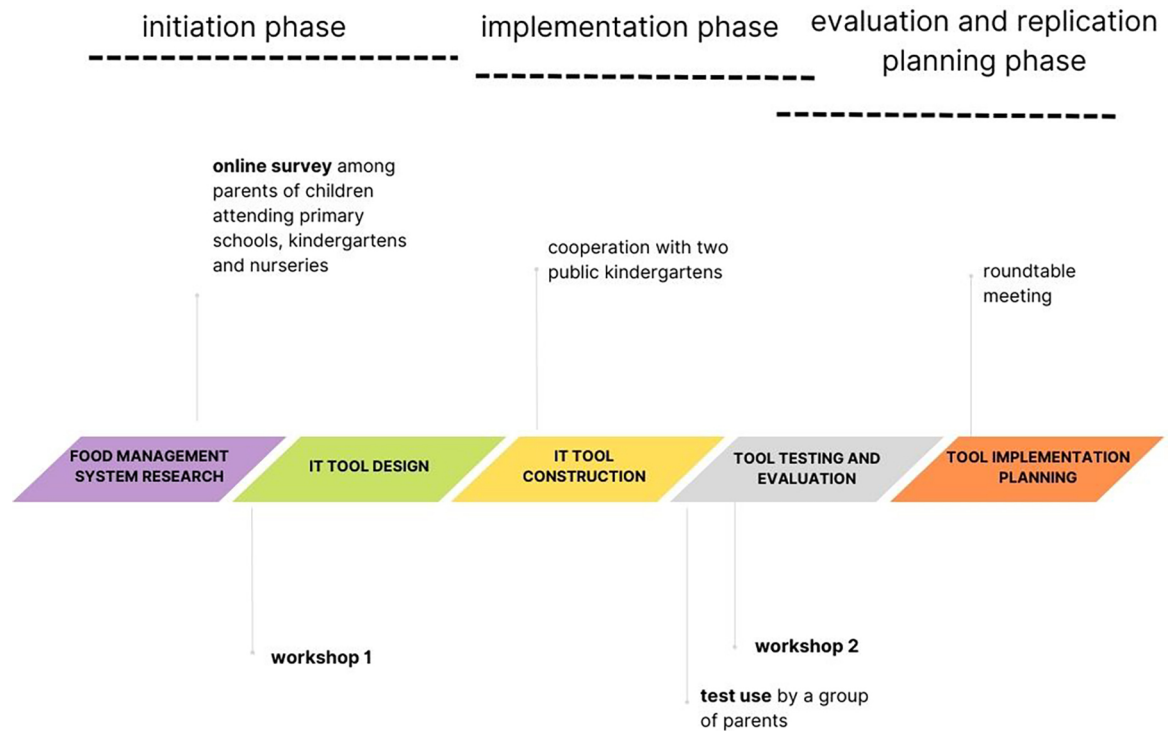 initiation phase
implementation phase
evaluation and replication
planning phase
online survey among
parents of children
attending primary
schools, kindergartens
and nurseries
cooperation with two
public kindergartens
roundtable
meeting
FOOD MANAGEMENT
SYSTEM RESEARCH
IT TOOL DESIGN
IT TOOL
CONSTRUCTION
TOOL TESTING AND
EVALUATION
TOOL IMPLEMENTATION
PLANNING
workshop 1
workshop 2
test use by a group
of parents